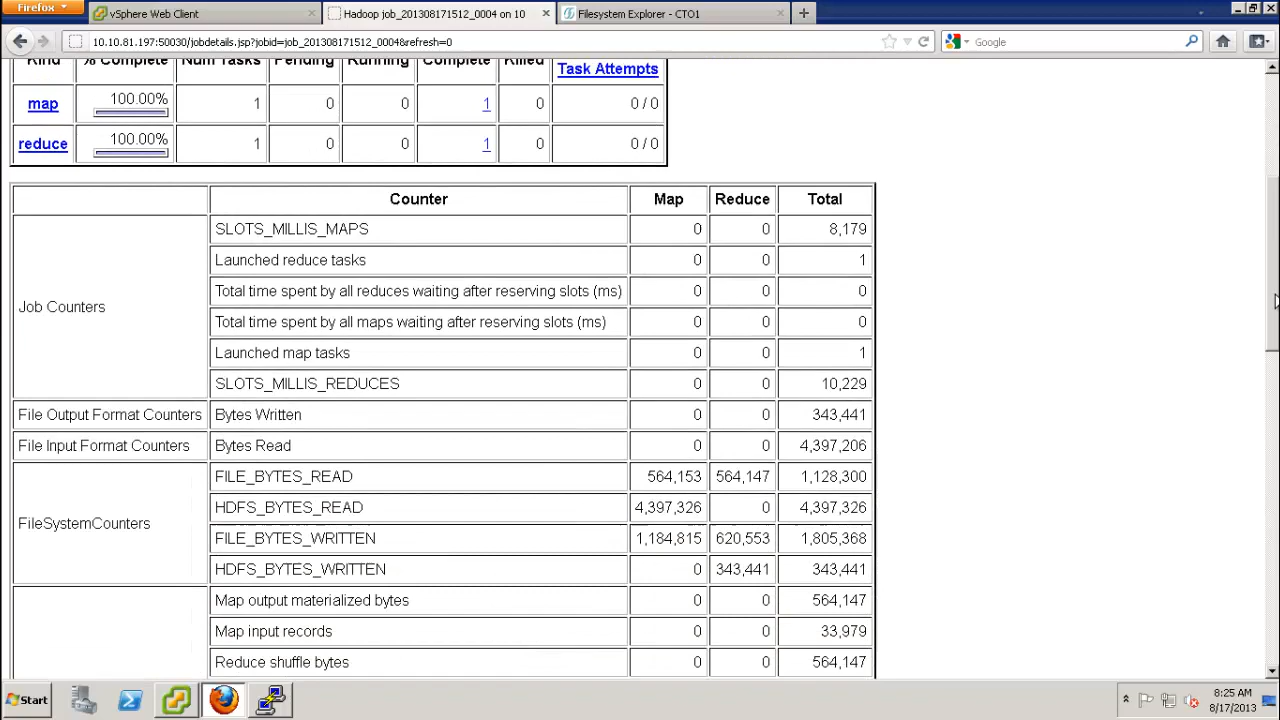 Firefox
vSphere Web Client
Hadoop job_201308171512_0004 on 10
Filesystem Explorer - CTO1
10.10.81.197:50030/jobdetails.jsp?jobid=job_201308171512_0004&refresh=0
Google
Kind % Complete Num Tasks Pending Running Complete Killed Task Attempts
map 100.00% 1 0 0 1 0 0 / 0
reduce 100.00% 1 0 0 1 0 0 / 0
Counter Map Reduce Total
SLOTS_MILLIS_MAPS 0 0 8,179
Launched reduce tasks 0 0 1
Total time spent by all reduces waiting after reserving slots (ms) 0 0 0
Job Counters
Total time spent by all maps waiting after reserving slots (ms) 0 0 0
Launched map tasks 0 0 1
SLOTS_MILLIS_REDUCES 0 0 10,229
File Output Format Counters Bytes Written 0 0 343,441
File Input Format Counters Bytes Read 0 0 4,397,206
FILE_BYTES_READ 564,153 564,147 1,128,300
HDFS_BYTES_READ 4,397,326 0 4,397,326
FileSystemCounters
FILE_BYTES_WRITTEN 1,184,815 620,553 1,805,368
HDFS_BYTES_WRITTEN 0 343,441 343,441
Map output materialized bytes 0 0 564,147
Map input records 0 0 33,979
Reduce shuffle bytes 0 0 564,147
Start
8:25 AM
8/17/2013